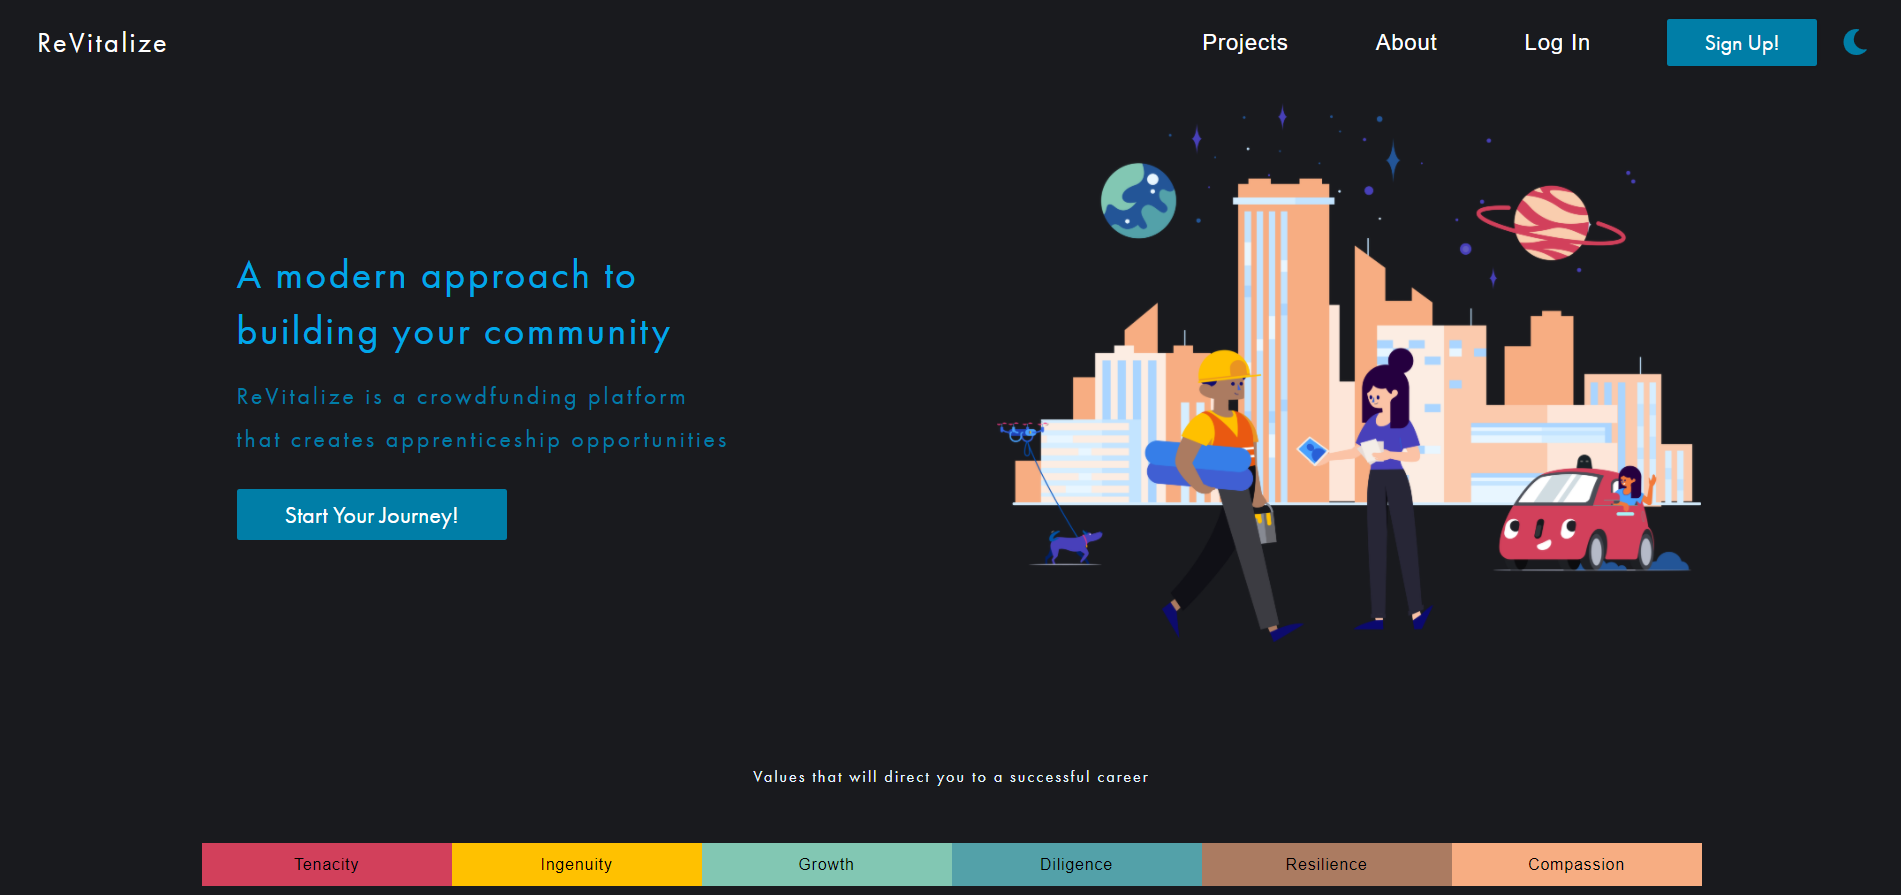 ReVitalize
Projects
About
Log In
Sign Up!
A modern approach to
building your community
ReVitalize is a crowdfunding platform
that creates apprenticeship opportunities
Start Your Journey!
Values that will direct you to a successful career
Tenacity
Ingenuity
Growth
Diligence
Resilience
Compassion